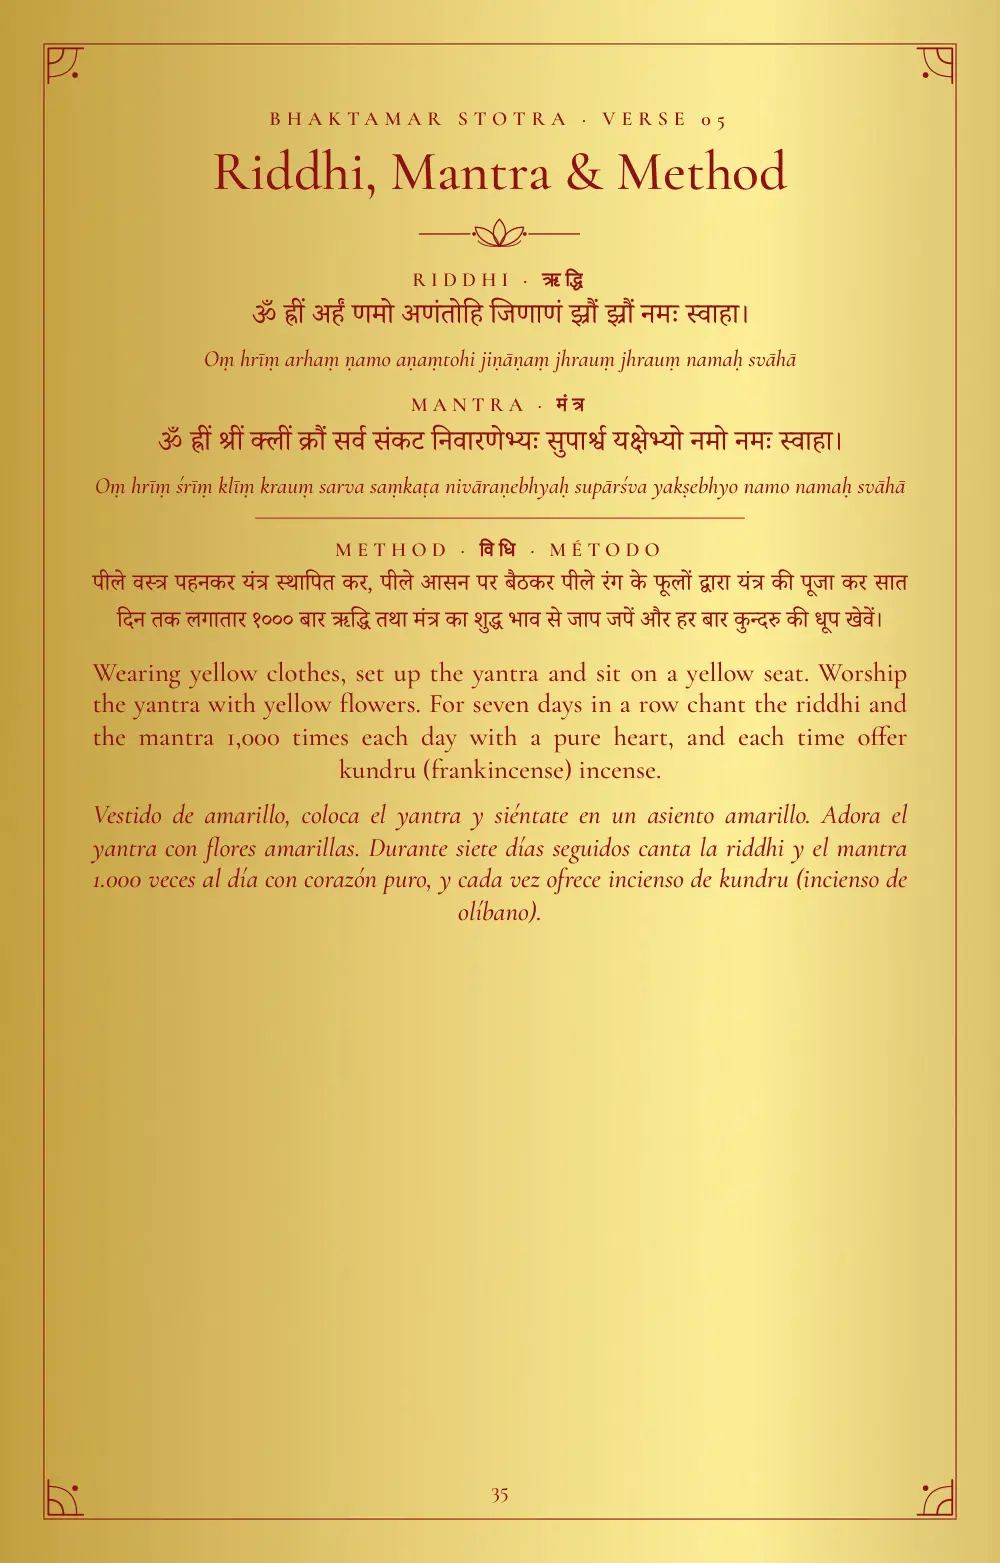 BHAKTAMAR STOTRA · VERSE 05
Riddhi, Mantra & Method
RIDDHI · ऋद्धि
ॐ ह्रीं अर्हं णमो अणंतोहि जिणाणं झ्रौं झ्रौं नमः स्वाहा।
Oṃ hrīṃ arhaṃ ṇamo aṇaṃtohi jiṇāṇaṃ jhrauṃ jhrauṃ namaḥ svāhā
MANTRA · मंत्र
ॐ ह्रीं श्रीं क्लीं क्रौं सर्व संकट निवारणेभ्यः सुपार्श्व यक्षेभ्यो नमो नमः स्वाहा।
Oṃ hrīṃ śrīṃ klīṃ krauṃ sarva saṃkaṭa nivāraṇebhyaḥ supārśva yakṣebhyo namo namaḥ svāhā
METHOD · विधि · MÉTODO
पीले वस्त्र पहनकर यंत्र स्थापित कर, पीले आसन पर बैठकर पीले रंग के फूलों द्वारा यंत्र की पूजा कर सात
दिन तक लगातार १००० बार ऋद्धि तथा मंत्र का शुद्ध भाव से जाप जपें और हर बार कुन्दरु की धूप खेवें।
Wearing yellow clothes, set up the yantra and sit on a yellow seat. Worship
the yantra with yellow flowers. For seven days in a row chant the riddhi and
the mantra 1,000 times each day with a pure heart, and each time offer
kundru (frankincense) incense.
Vestido de amarillo, coloca el yantra y siéntate en un asiento amarillo. Adora el
yantra con flores amarillas. Durante siete días seguidos canta la riddhi y el mantra
1.000 veces al día con corazón puro, y cada vez ofrece incienso de kundru (incienso de
olíbano).
35